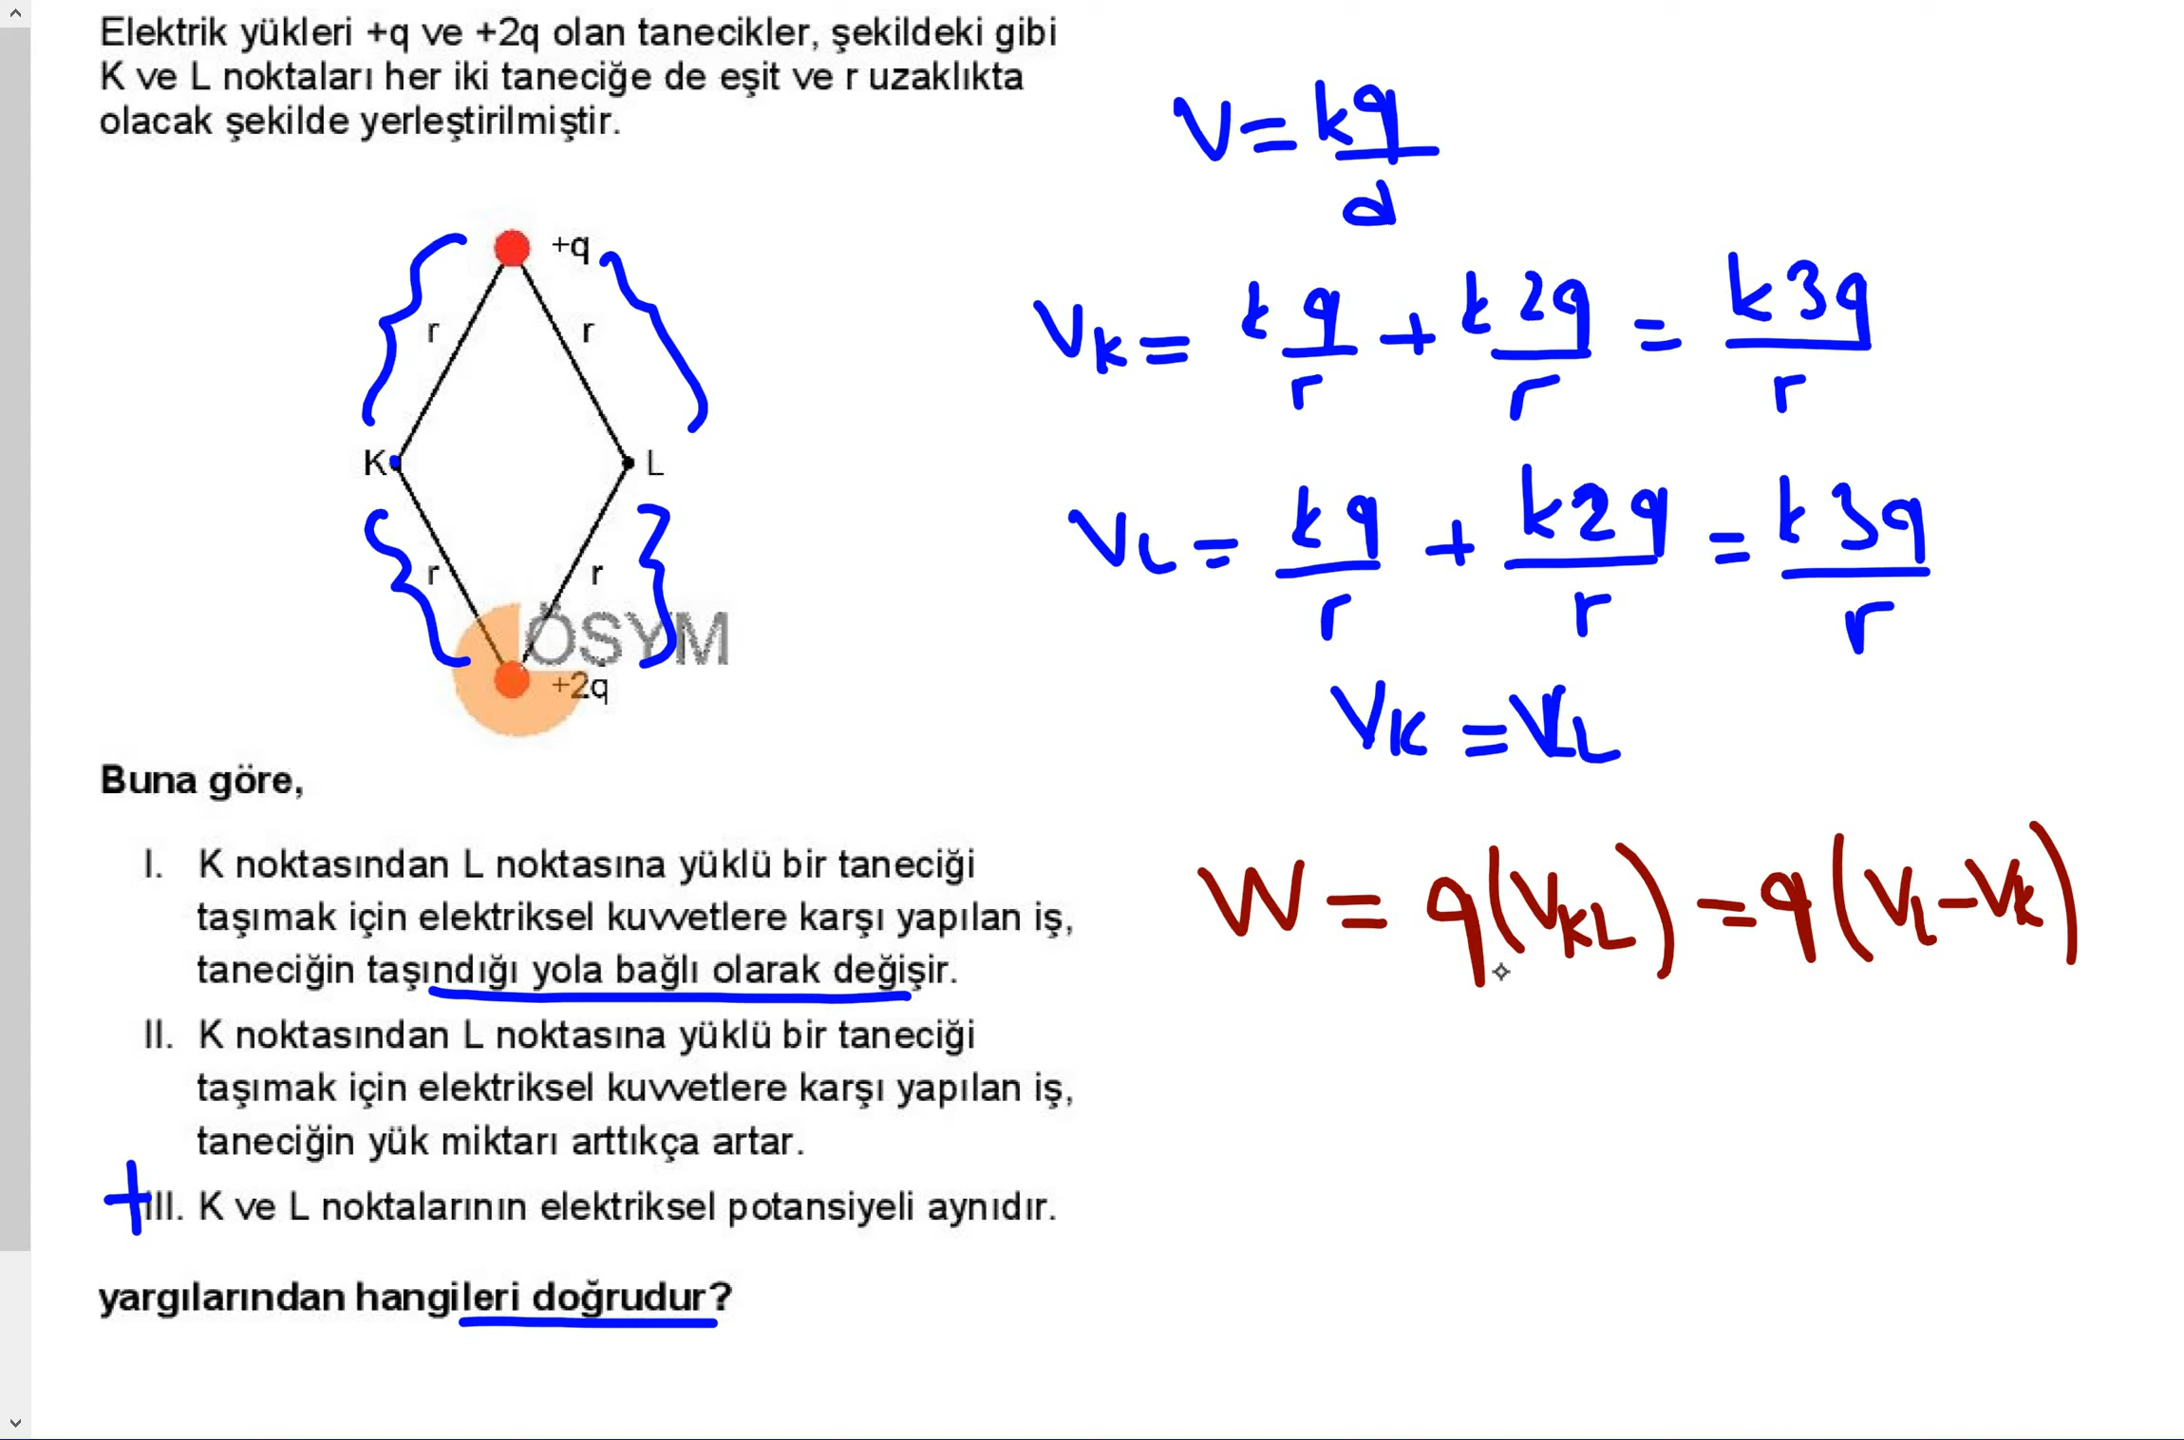 Elektrik yükleri +q ve +2q olan tanecikler, şekildeki gibi
K ve L noktaları her iki taneciğe de eşit ve r uzaklıkta
olacak şekilde yerleştirilmiştir.
V = kq / d
+q
r r
K L
r r
ÖSYM
+2q
VK = kq / r + k2q / r = k3q / r
VL = kq / r + k2q / r = k3q / r
VK = VL
Buna göre,
I. K noktasından L noktasına yüklü bir taneciği
taşımak için elektriksel kuvvetlere karşı yapılan iş,
taneciğin taşındığı yola bağlı olarak değişir.
W = q(VKL) = q(VL-VK)
II. K noktasından L noktasına yüklü bir taneciği
taşımak için elektriksel kuvvetlere karşı yapılan iş,
taneciğin yük miktarı arttıkça artar.
+ III. K ve L noktalarının elektriksel potansiyeli aynıdır.
yargılarından hangileri doğrudur?